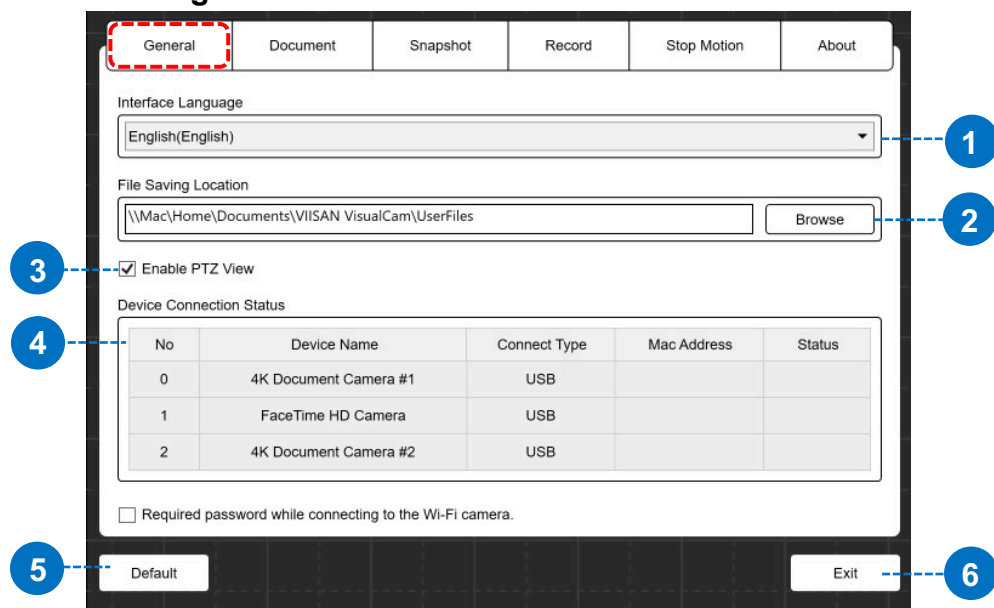 General Document Snapshot Record Stop Motion About
Interface Language
English(English)
1
File Saving Location
\\Mac\Home\Documents\VIISAN VisualCam\UserFiles Browse
2
3
Enable PTZ View
Device Connection Status
4
No Device Name Connect Type Mac Address Status
0 4K Document Camera #1 USB
1 FaceTime HD Camera USB
2 4K Document Camera #2 USB
Required password while connecting to the Wi-Fi camera.
5
Default Exit
6